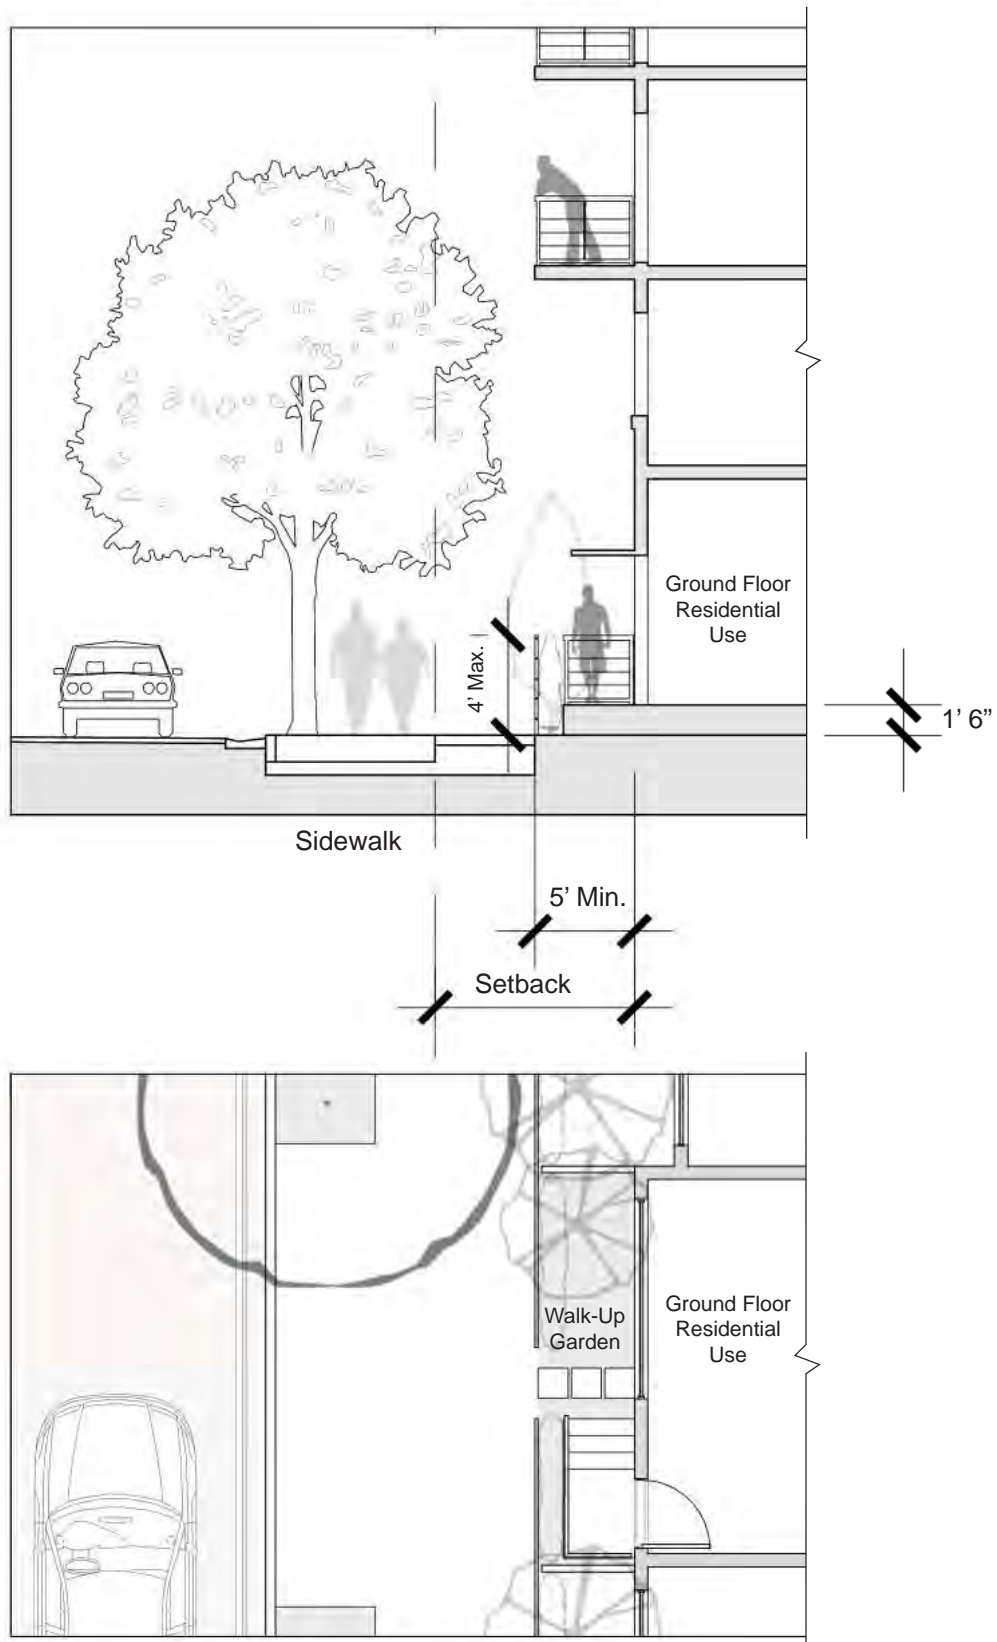 Ground Floor
Residential
Use
4’ Max.
1’ 6”
Sidewalk
5’ Min.
Setback
Walk-Up
Garden
Ground Floor
Residential
Use